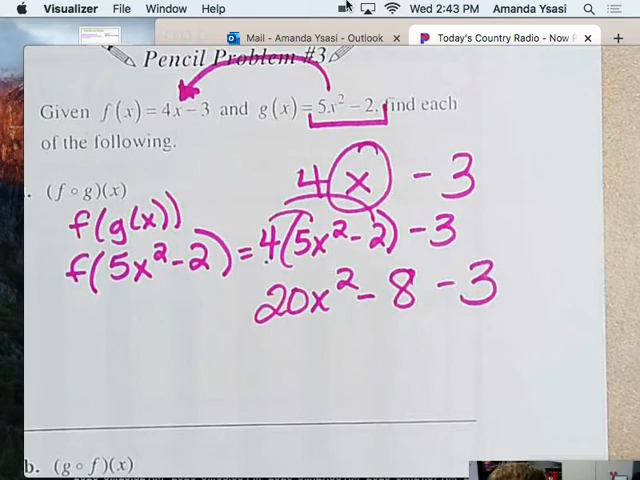 Visualizer File Window Help Wed 2:43 PM Amanda Ysasi
Mail - Amanda Ysasi - Outlook Today's Country Radio - Now P
Pencil Problem #3
Given f(x) = 4x - 3 and g(x) = 5x² - 2, find each
of the following.
(f ∘ g)(x)
4 x - 3
f(g(x))
f(5x² - 2) = 4(5x² - 2) - 3
20x² - 8 - 3
b. (g ∘ f)(x)